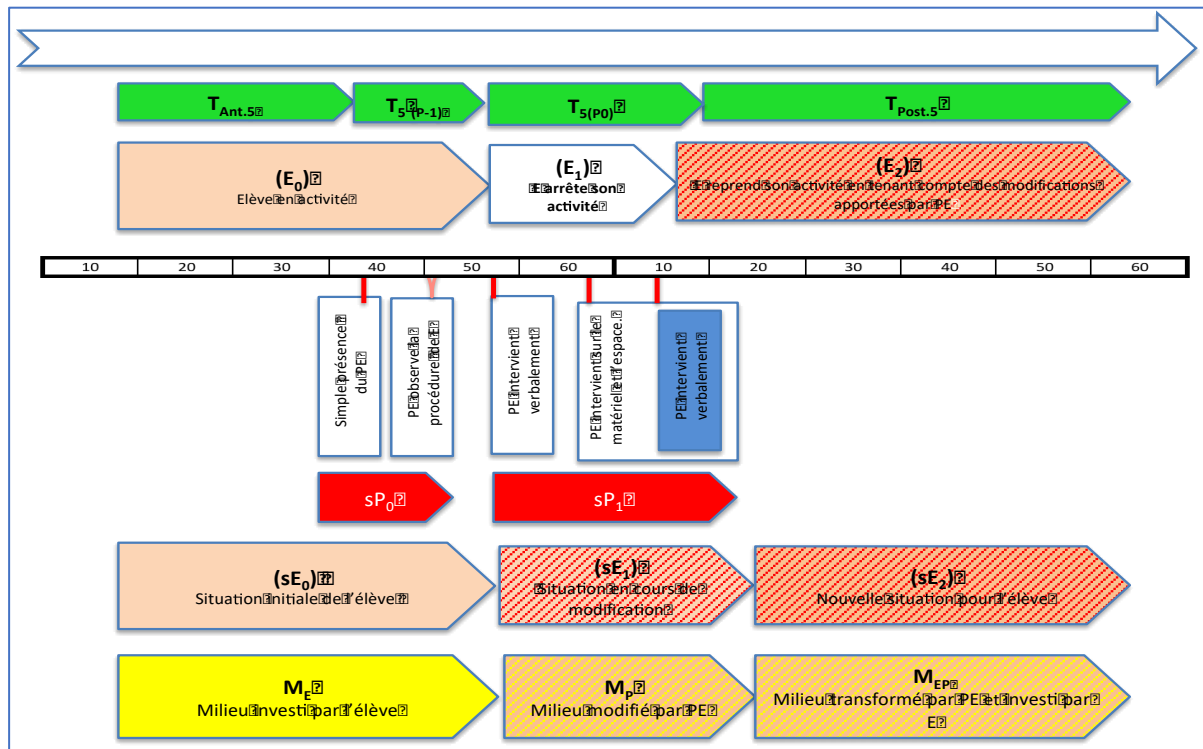 T Ant.5
T 5 (P-1)
T 5(P0)
T Post.5
(E0)
Elève en activité
(E1)
E arrête son
activité
(E2)
E reprend son activité en tenant compte des modifications
apportées par PE
10 20 30 40 50 60 10 20 30 40 50 60
Simple présence
du PE
PE observe la
procédure de E
PE intervient
verbalement
PE intervient sur le
matériel et l'espace.
PE intervient
verbalement
sP0
sP1
(sE0)
Situation initiale de l'élève
(sE1)
Situation en cours de
modification
(sE2)
Nouvelle situation pour l'élève
ME
Milieu investi par l'élève
MP
Milieu modifié par PE
MEP
Milieu transformé par PE et investi par
E